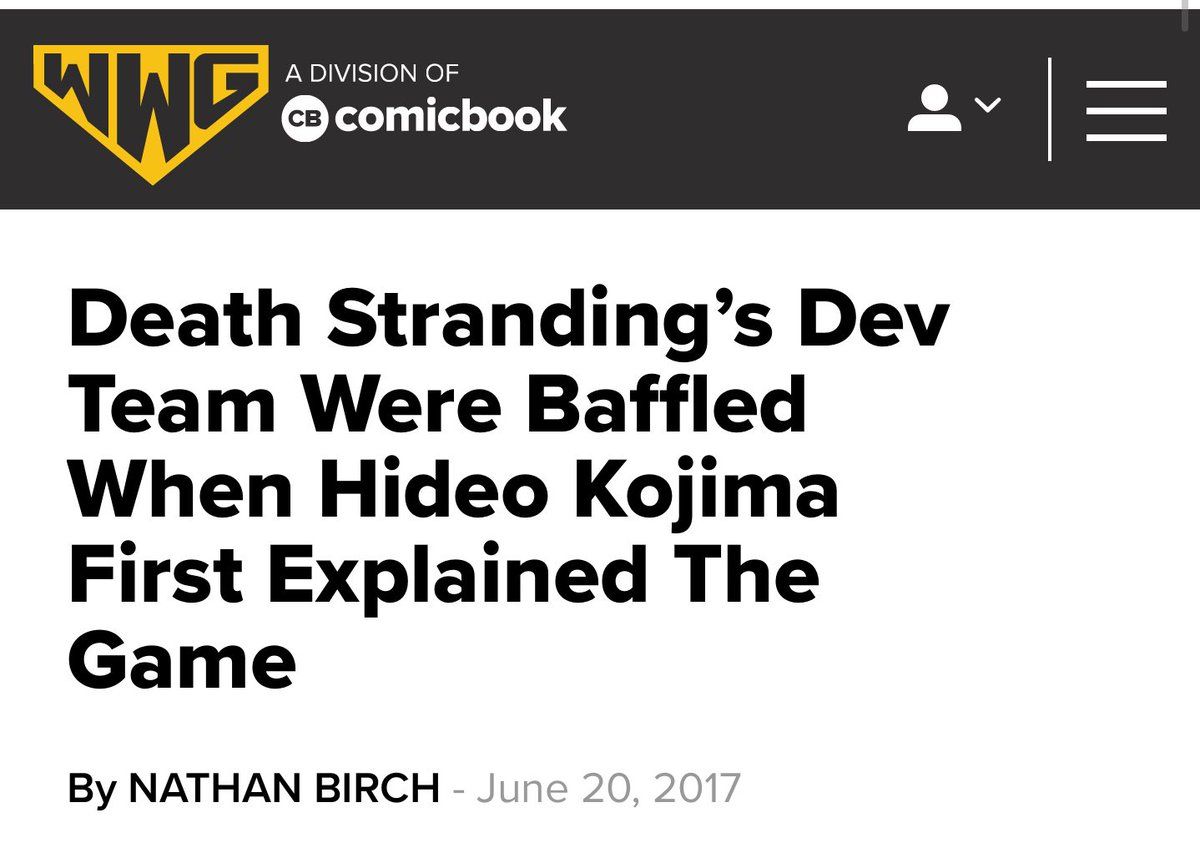 WWG
A DIVISION OF
CB comicbook
Death Stranding’s Dev
Team Were Baffled
When Hideo Kojima
First Explained The
Game
By NATHAN BIRCH - June 20, 2017